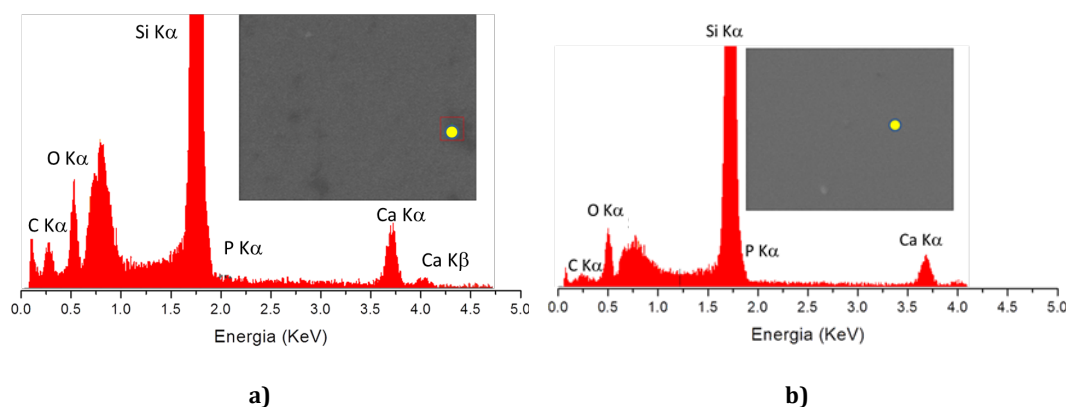 Si Kα
O Kα
C Kα
P Kα
Ca Kα
Ca Kβ
0.0 0.5 1.0 1.5 2.0 2.5 3.0 3.5 4.0 4.5 5.0
Energia (KeV)
a)
Si Kα
O Kα
C Kα
P Kα
Ca Kα
0.0 0.5 1.0 1.5 2.0 2.5 3.0 3.5 4.0 4.5 5.0
Energia (KeV)
b)